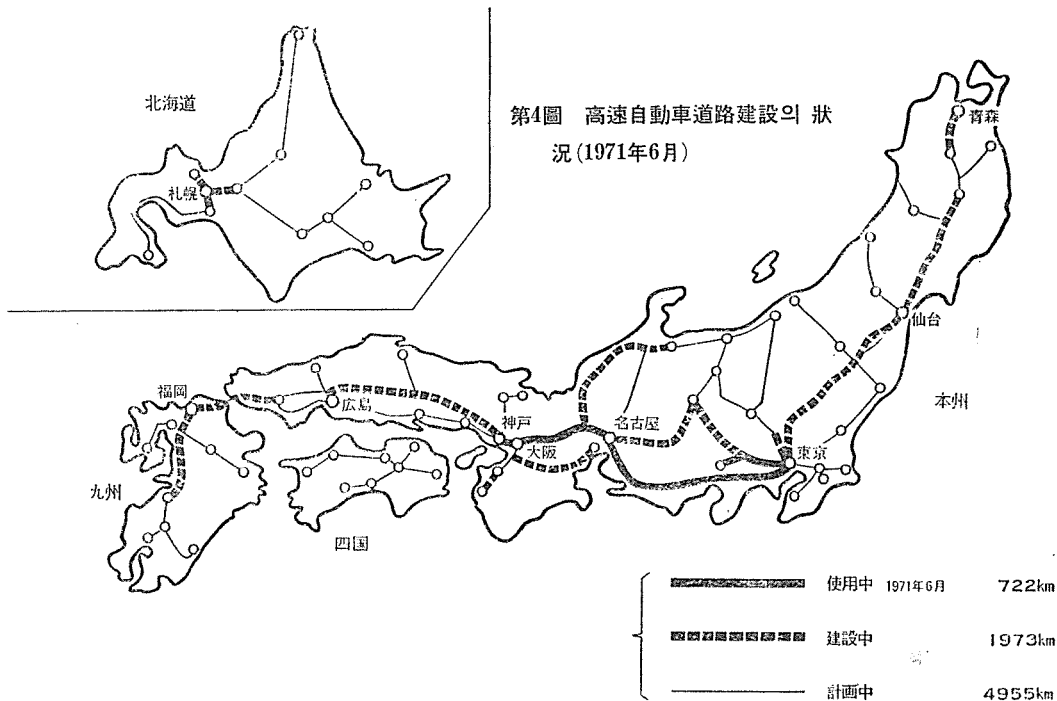 北海道
札幌
第4圖 高速自動車道路建設의 狀
況(1971年6月)
青森
仙台
本州
福岡
広島
神戸
大阪
名古屋
東京
九州
四国
使用中 1971年6月 722km
建設中 1973km
計画中 4955km